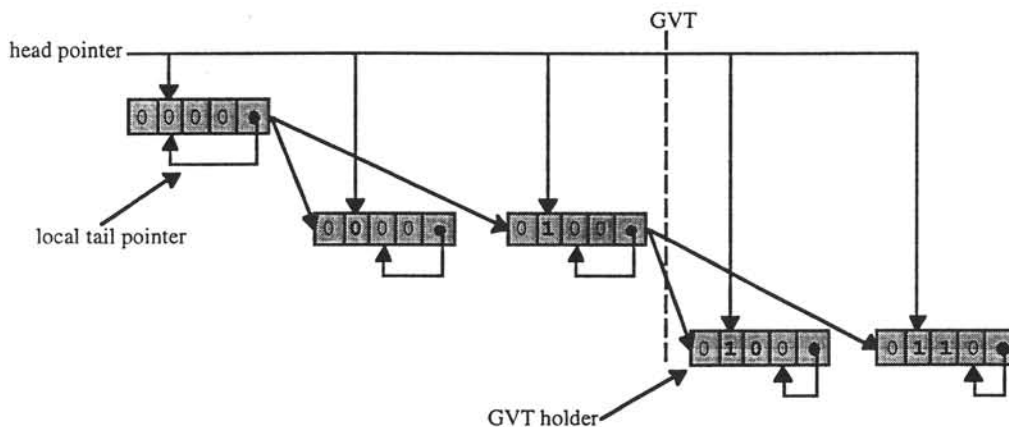 GVT
head pointer
0 0 0 0
local tail pointer
0 0 0 0
0 1 0 0
0 1 0 0
0 1 1 0
GVT holder